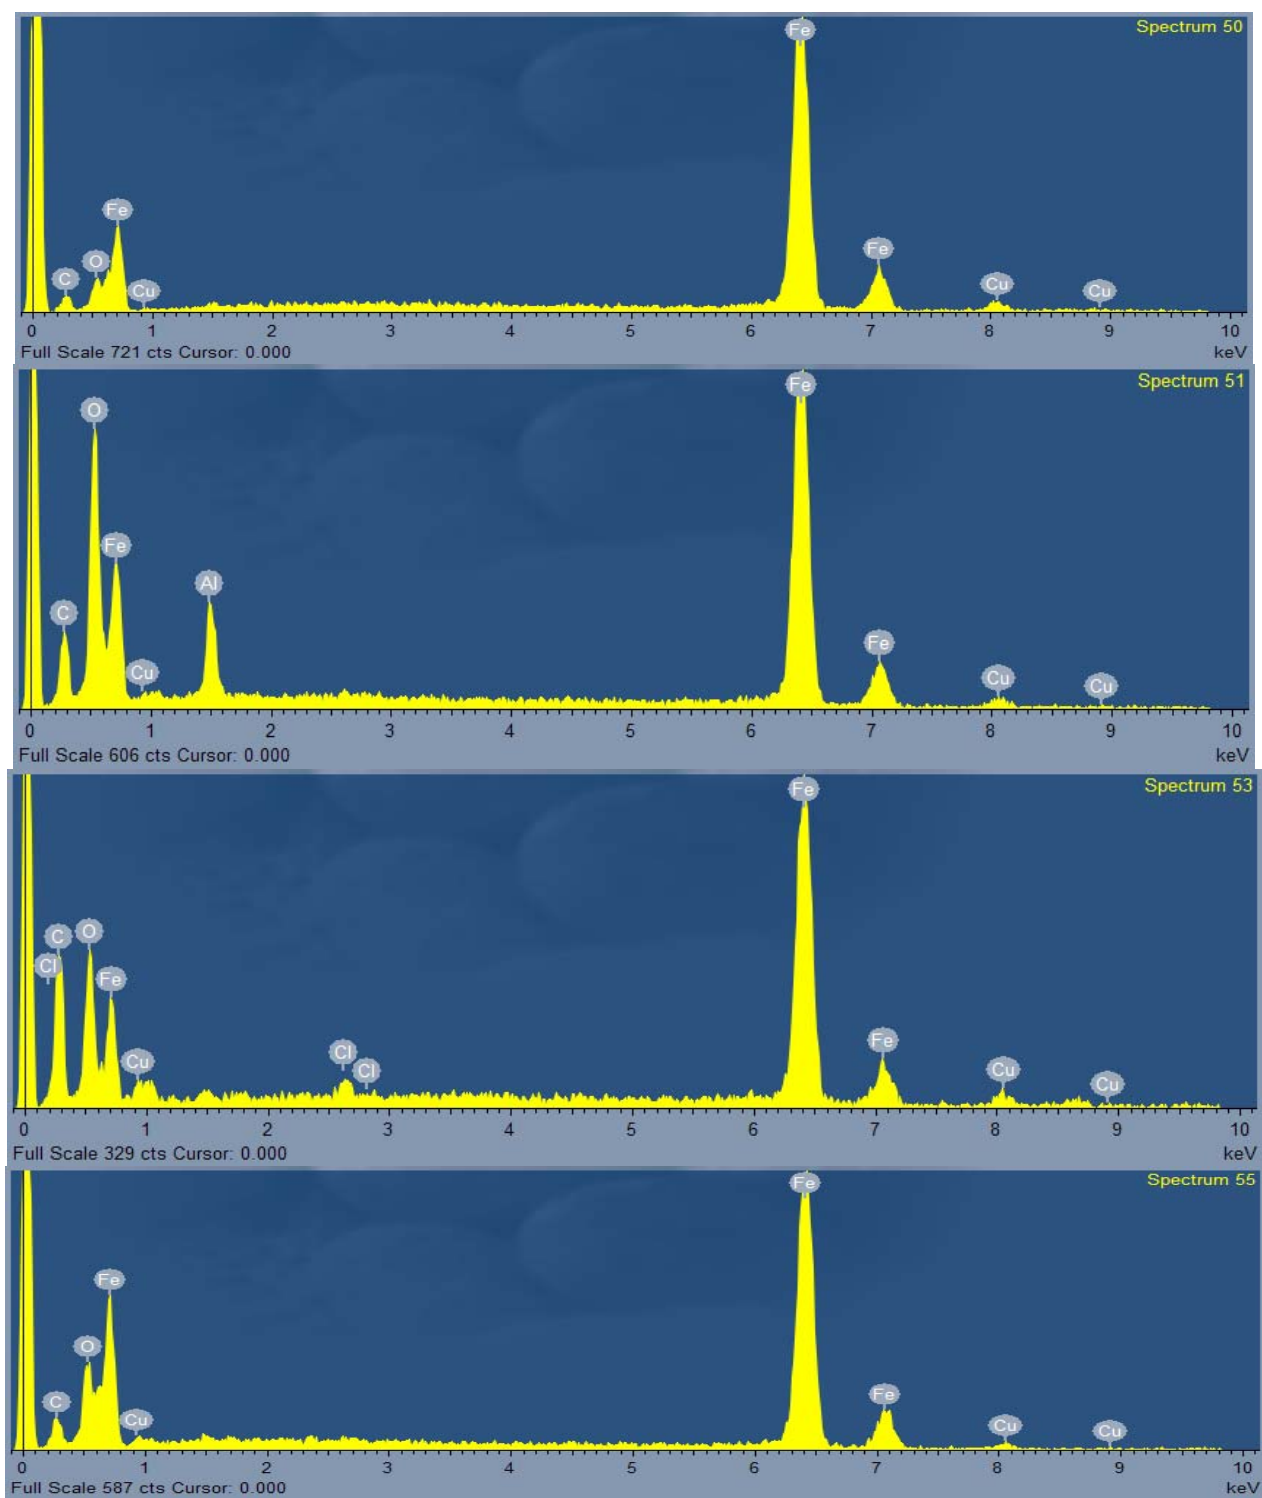 Spectrum 50
Fe
Fe
Fe
O
C
Cu
Cu
Cu
0 1 2 3 4 5 6 7 8 9 10
Full Scale 721 cts Cursor: 0.000 keV
Spectrum 51
Fe
O
Fe
Al
C
Fe
Cu
Cu
Cu
0 1 2 3 4 5 6 7 8 9 10
Full Scale 606 cts Cursor: 0.000 keV
Spectrum 53
Fe
C O
Cl
Fe
Fe
Cl
Cu
Cl
Cu
Cu
0 1 2 3 4 5 6 7 8 9 10
Full Scale 329 cts Cursor: 0.000 keV
Spectrum 55
Fe
Fe
O
Fe
C
Cu
Cu
Cu
0 1 2 3 4 5 6 7 8 9 10
Full Scale 587 cts Cursor: 0.000 keV